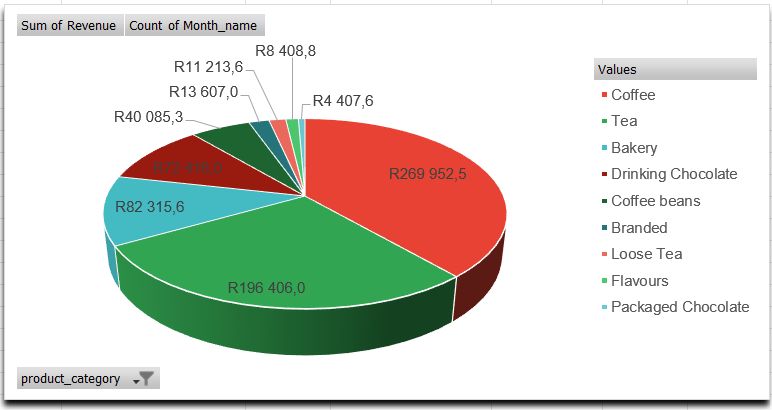 Sum of Revenue Count of Month_name
R8 408,8
R11 213,6
R13 607,0
R4 407,6
R40 085,3
R269 952,5
R82 315,6
R196 406,0
Values
Coffee
Tea
Bakery
Drinking Chocolate
Coffee beans
Branded
Loose Tea
Flavours
Packaged Chocolate
product_category